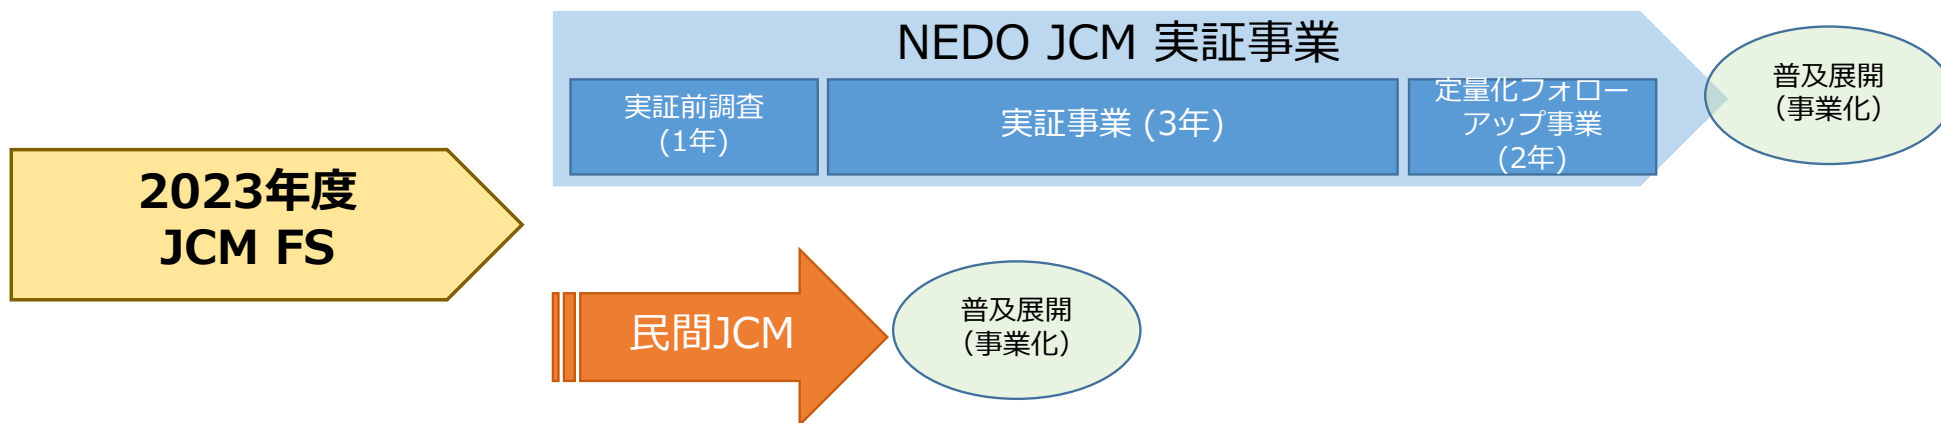 2023年度
JCM FS
NEDO JCM 実証事業
実証前調査
(1年)
実証事業 (3年)
定量化フォロー
アップ事業
(2年)
普及展開
（事業化）
民間JCM
普及展開
（事業化）